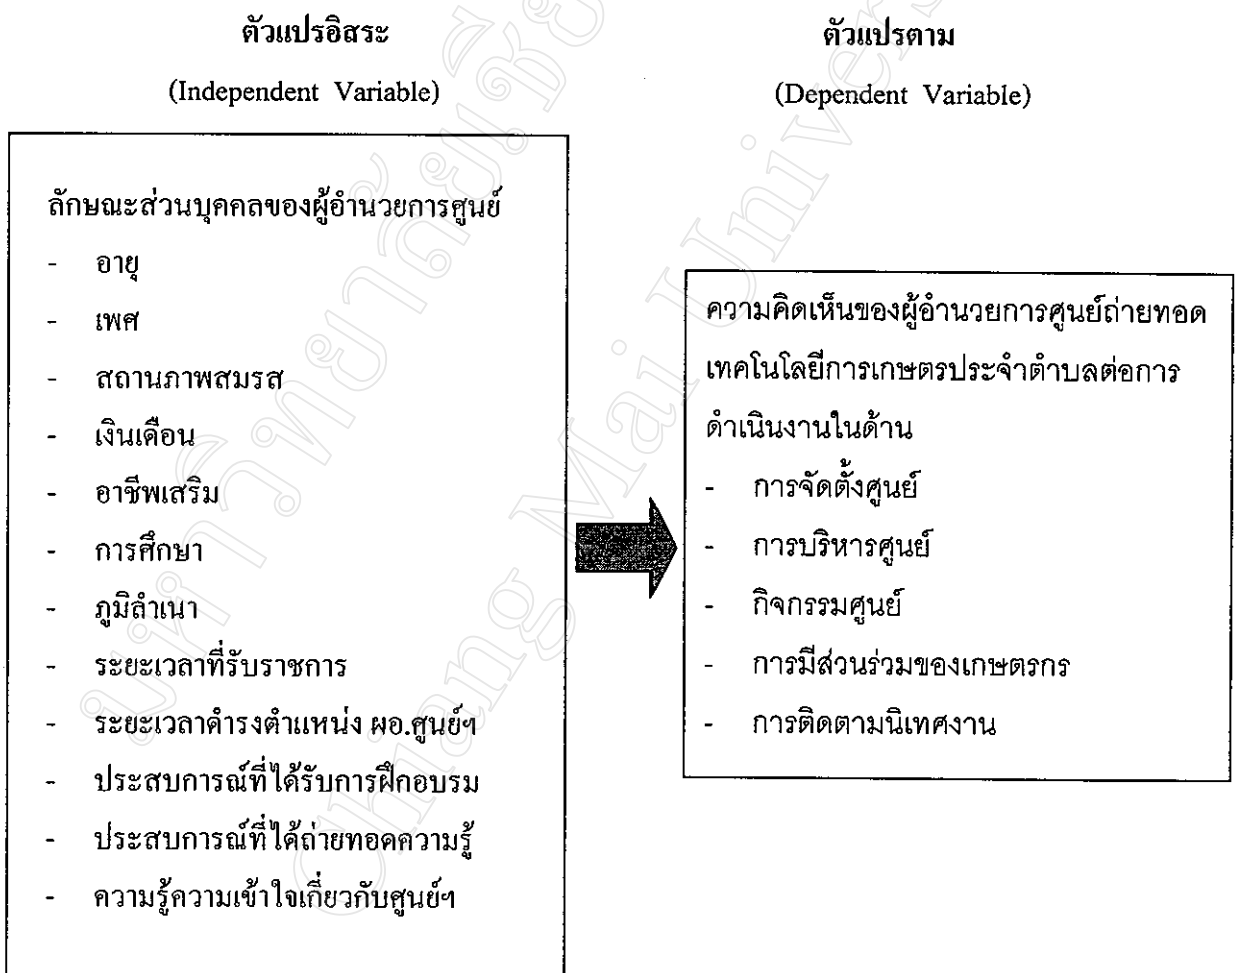 ตัวแปรอิสระ
(Independent Variable)
ลักษณะส่วนบุคคลของผู้อำนวยการศูนย์
- อายุ
- เพศ
- สถานภาพสมรส
- เงินเดือน
- อาชีพเสริม
- การศึกษา
- ภูมิลำเนา
- ระยะเวลาที่รับราชการ
- ระยะเวลาดำรงตำแหน่ง ผอ.ศูนย์ฯ
- ประสบการณ์ที่ได้รับการฝึกอบรม
- ประสบการณ์ที่ได้ถ่ายทอดความรู้
- ความรู้ความเข้าใจเกี่ยวกับศูนย์ฯ
ตัวแปรตาม
(Dependent Variable)
ความคิดเห็นของผู้อำนวยการศูนย์ถ่ายทอด
เทคโนโลยีการเกษตรประจำตำบลต่อการ
ดำเนินงานในด้าน
- การจัดตั้งศูนย์
- การบริหารศูนย์
- กิจกรรมศูนย์
- การมีส่วนร่วมของเกษตรกร
- การติดตามนิเทศงาน
Chiang Mai Univers